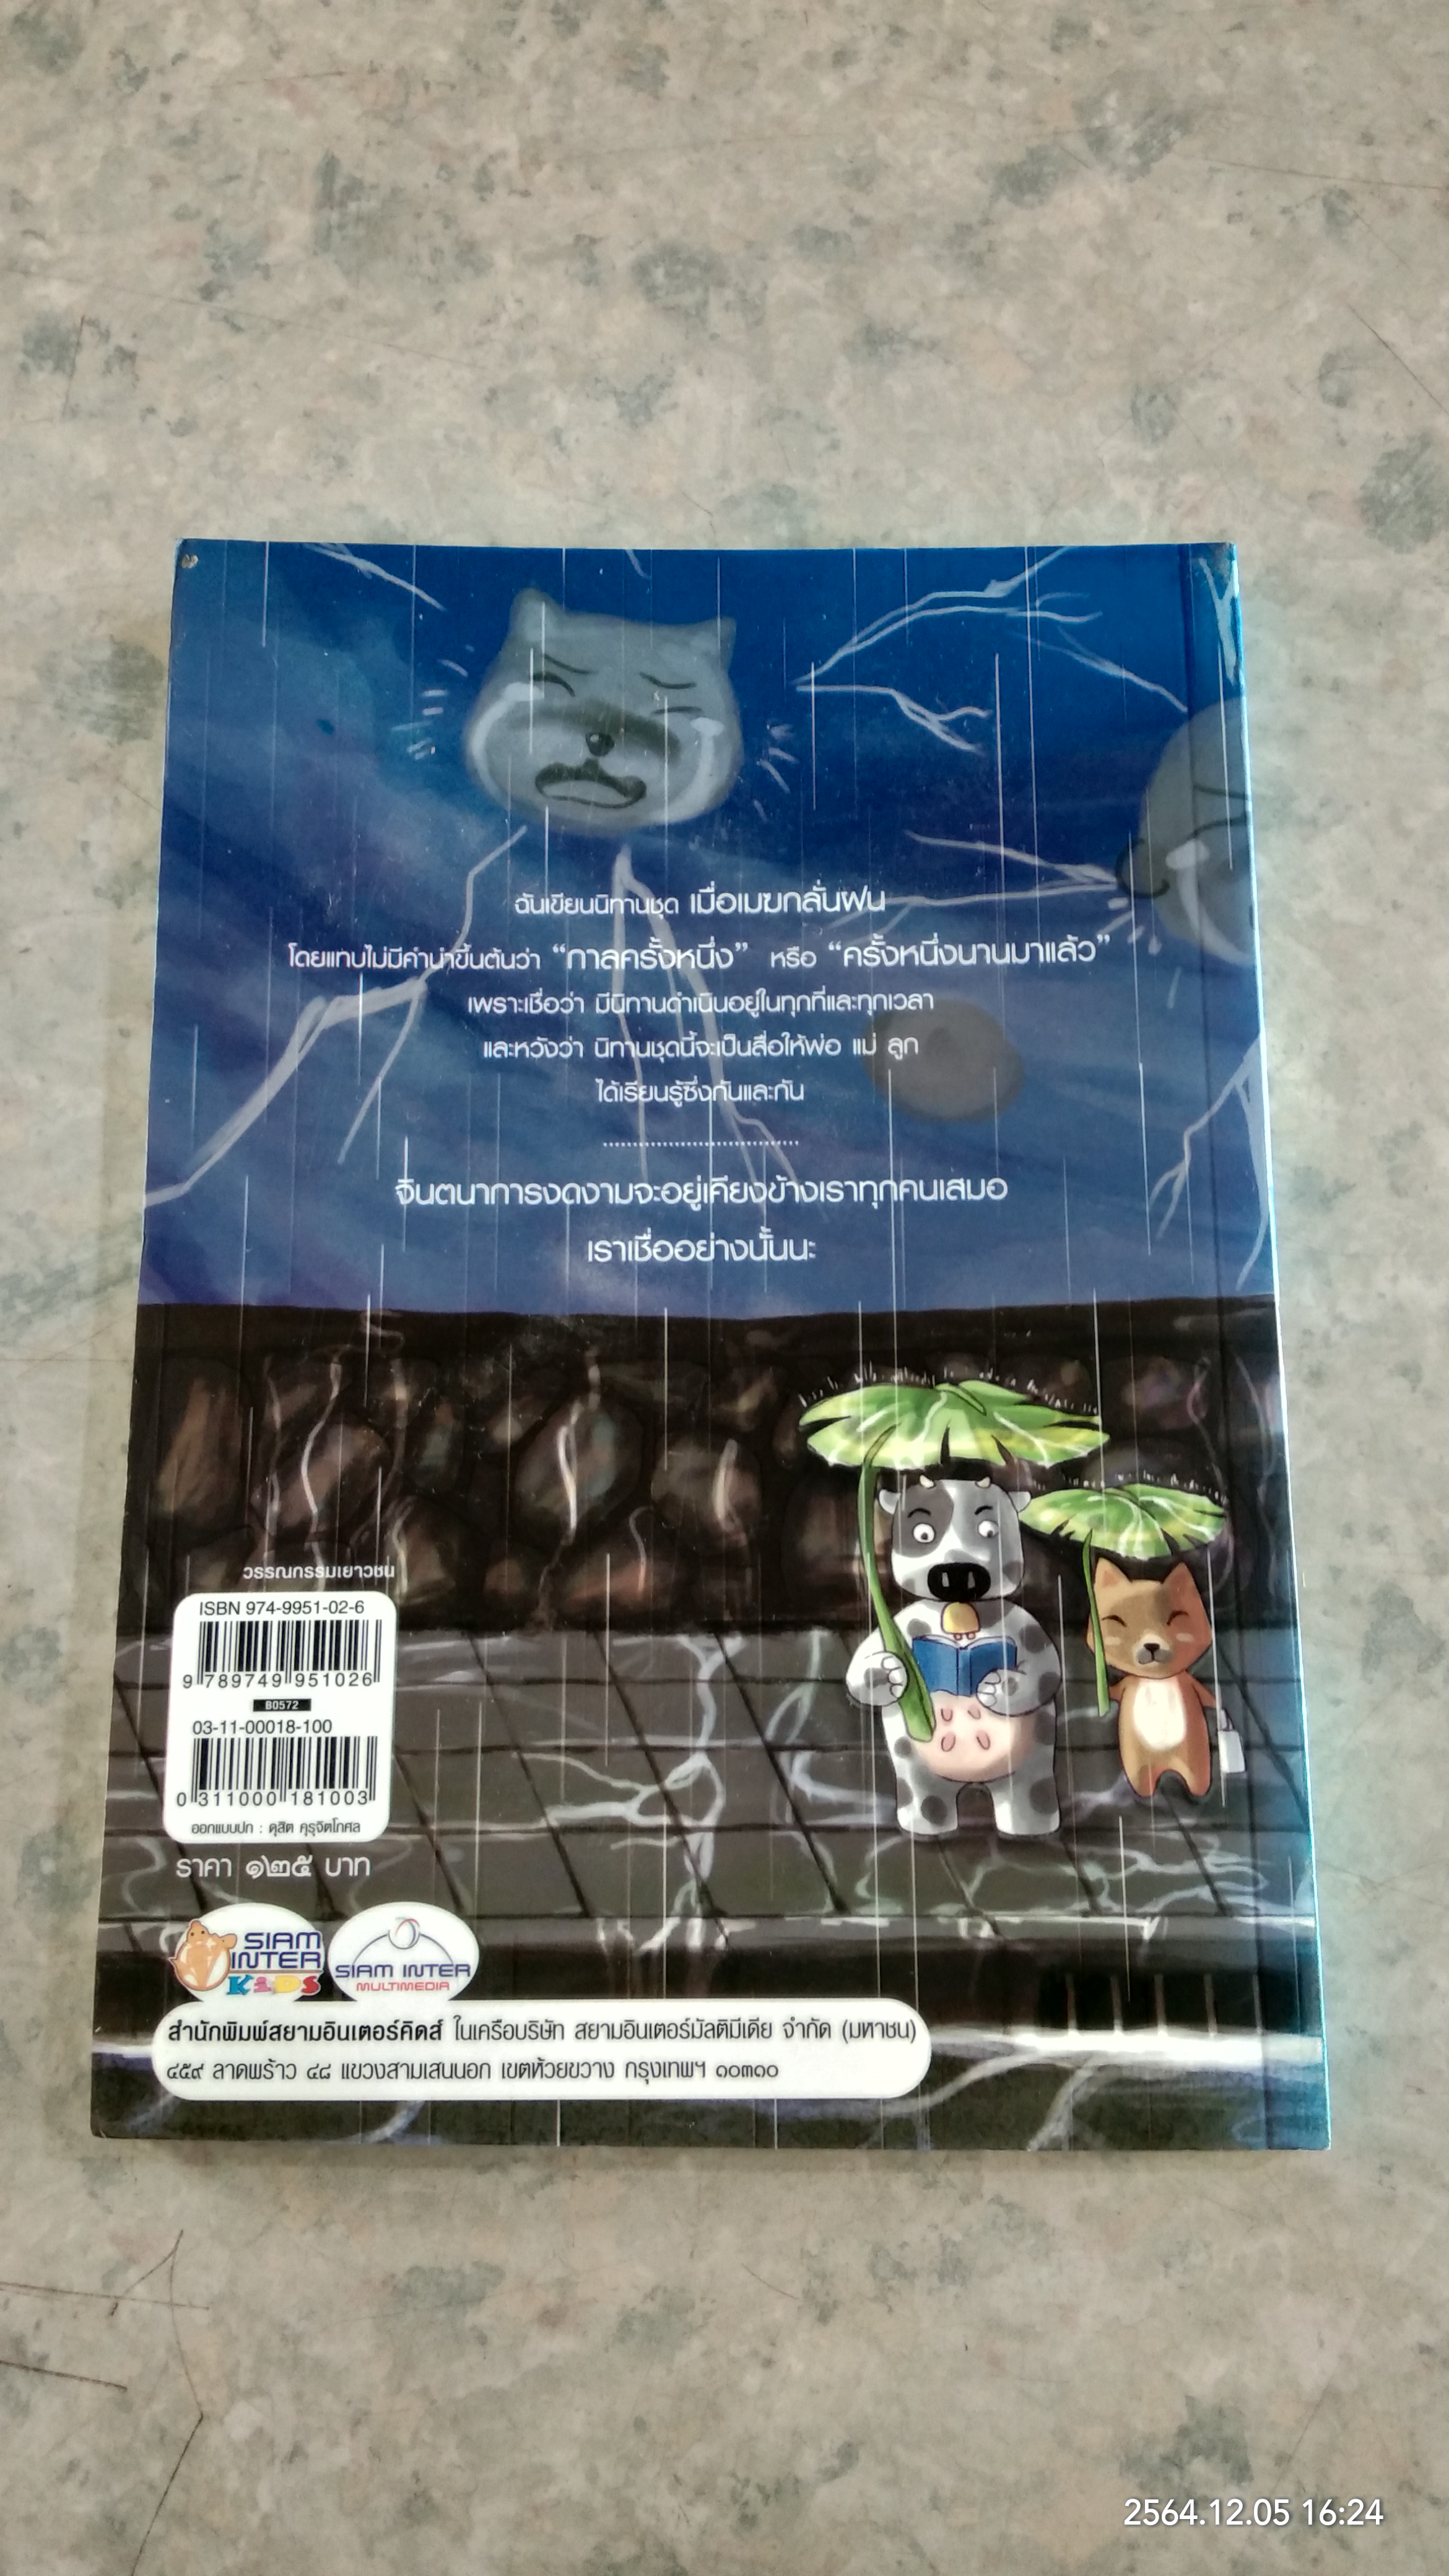 ฉันเขียนนิทานชุด เมื่อเมฆกลั่นฝน
โดยแทบไม่มีคำนำขึ้นต้นว่า “กาลครั้งหนึ่ง” หรือ “ครั้งหนึ่งนานมาแล้ว”
เพราะเชื่อว่า มีนิทานดำเนินอยู่ในทุกที่และทุกเวลา
และหวังว่า นิทานชุดนี้จะเป็นสื่อให้พ่อ แม่ ลูก
ได้เรียนรู้ซึ่งกันและกัน
จินตนาการงดงามจะอยู่เคียงข้างเราทุกคนเสมอ
เราเชื่ออย่างนั้นนะ
วรรณกรรมเยาวชน
ISBN 974-9951-02-6
9 789749 951026
B0572
03-11-00018-100
0 311000 181003
ออกแบบปก : ดุสิต คุรุจิตโกศล
ราคา ๑๒๕ บาท
SIAM INTER KIDS
SIAM INTER MULTIMEDIA
สำนักพิมพ์สยามอินเตอร์คิดส์ ในเครือบริษัท สยามอินเตอร์มัลติมีเดีย จำกัด (มหาชน)
๔๕๙ ลาดพร้าว ๔๘ แขวงสามเสนนอก เขตห้วยขวาง กรุงเทพฯ ๑๐๓๑๐
2564.12.05 16:24